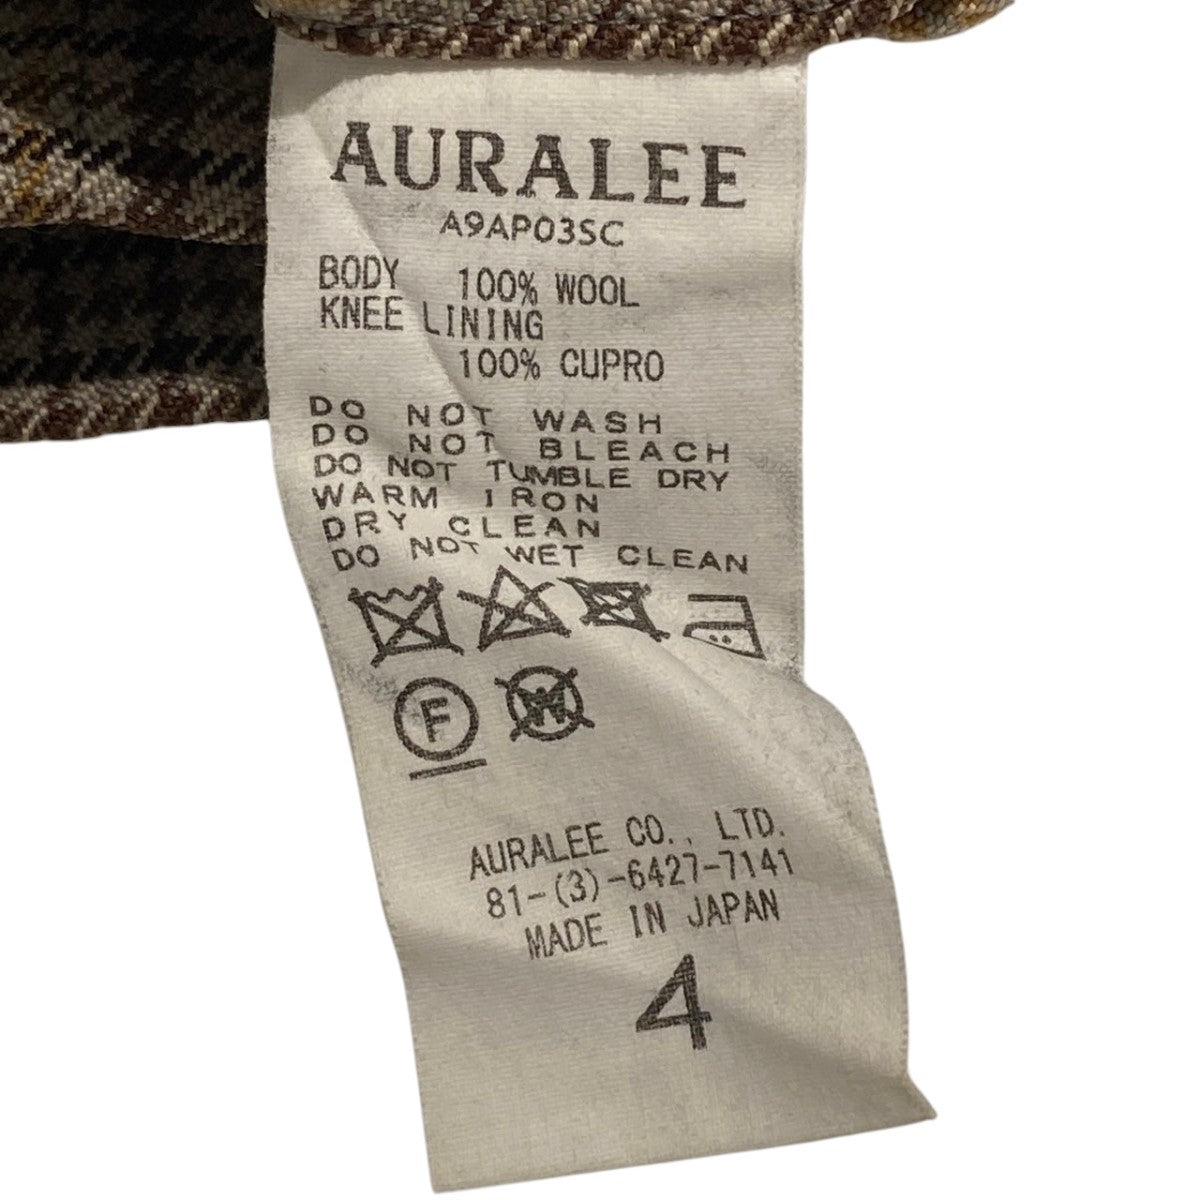 AURALEE
A9AP03SC
BODY 100% WOOL
KNEE LINING
100% CUPRO
DO NOT WASH
DO NOT BLEACH
DO NOT TUMBLE DRY
WARM IRON
DRY CLEAN
DO NOT WET CLEAN
F W
AURALEE CO., LTD.
81-(3)-6427-7141
MADE IN JAPAN
4